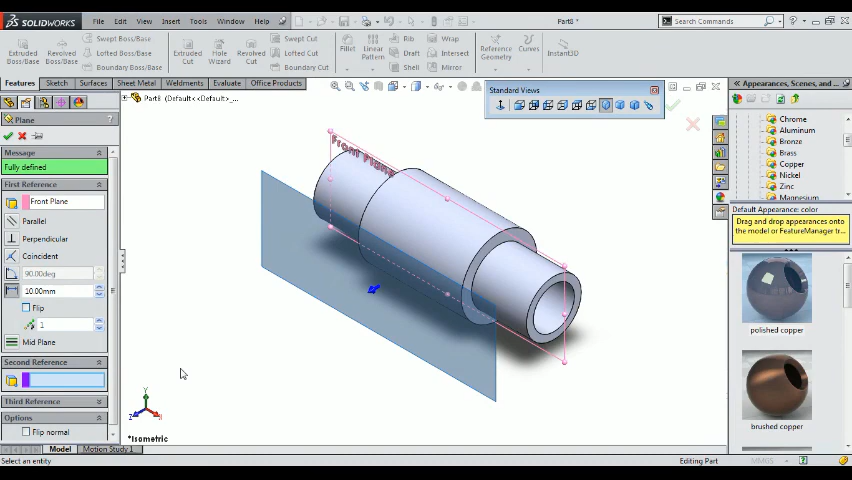 SOLIDWORKS
File Edit View Insert Tools Window Help
Part8 *
Search Commands
Extruded Boss/Base
Revolved Boss/Base
Swept Boss/Base
Lofted Boss/Base
Boundary Boss/Base
Extruded Cut
Hole Wizard
Revolved Cut
Swept Cut
Lofted Cut
Boundary Cut
Fillet
Linear Pattern
Rib
Draft
Shell
Wrap
Intersect
Mirror
Reference Geometry
Curves
Instant3D
Features Sketch Surfaces Sheet Metal Weldments Evaluate Office Products
Standard Views
Appearances, Scenes, and...
Part8 (Default<<Default>_...
Plane
Message
Fully defined
First Reference
Front Plane
Parallel
Perpendicular
Coincident
90.00deg
10.00mm
Flip
1
Mid Plane
Second Reference
Third Reference
Options
Flip normal
Front Plane
Y
Z
X
*Isometric
Chrome
Aluminum
Bronze
Brass
Copper
Nickel
Zinc
Magnesium
Default Appearance: color
Drag and drop appearances onto
the model or FeatureManager tr...
polished copper
brushed copper
Model Motion Study 1
Select an entity
Editing Part
MMGS